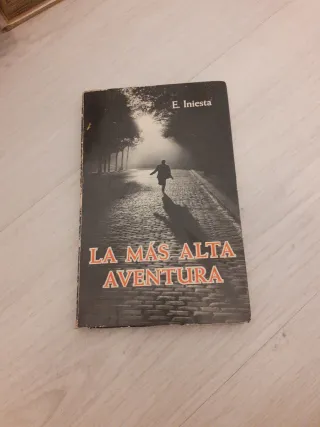 E. Iniesta
LA MÁS ALTA
AVENTURA